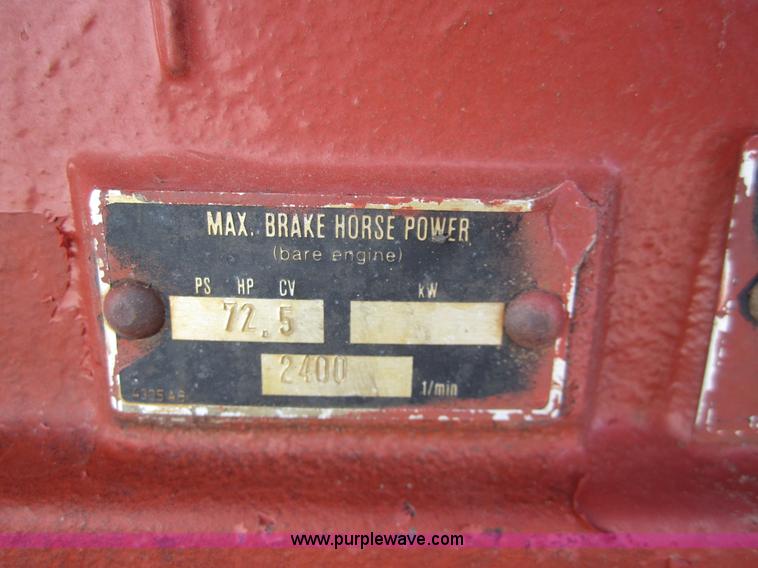 MAX. BRAKE HORSE POWER
(bare engine)
PS HP CV kW
72.5
2400 1/min
www.purplewave.com